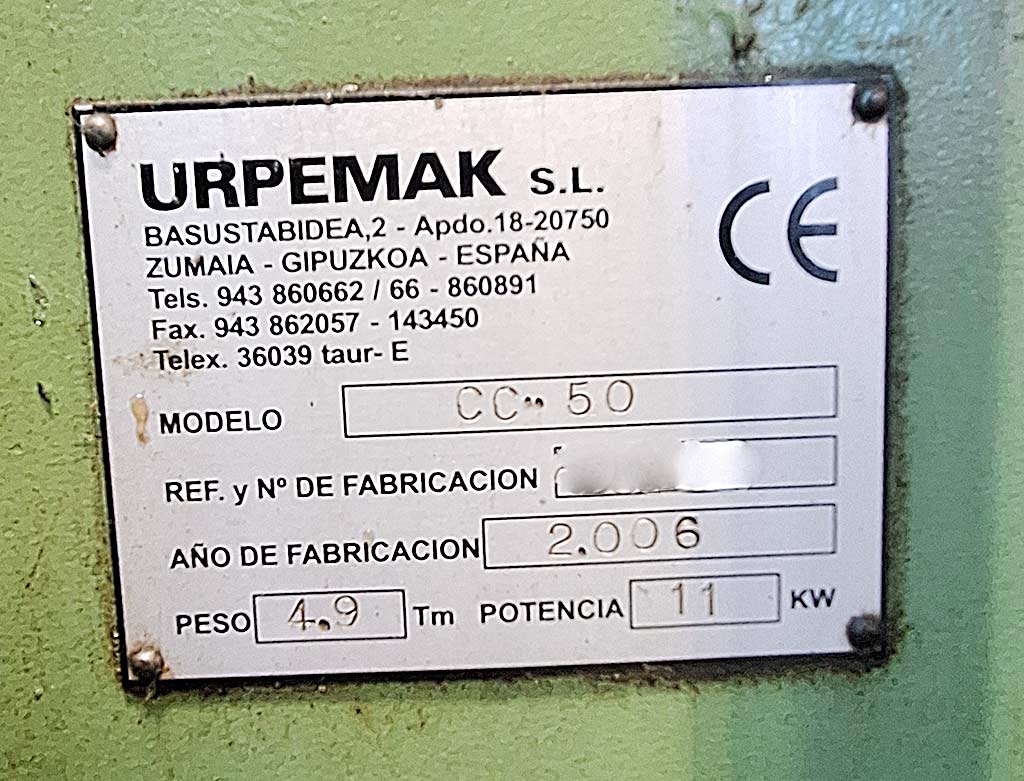 URPEMAK S.L.
BASUSTABIDEA,2 - Apdo.18-20750
ZUMAIA - GIPUZKOA - ESPAÑA
Tels. 943 860662 / 66 - 860891
Fax. 943 862057 - 143450
Telex. 36039 taur- E
CE
MODELO CC-50
REF. y Nº DE FABRICACION
AÑO DE FABRICACION 2.006
PESO 4.9 Tm POTENCIA 11 KW